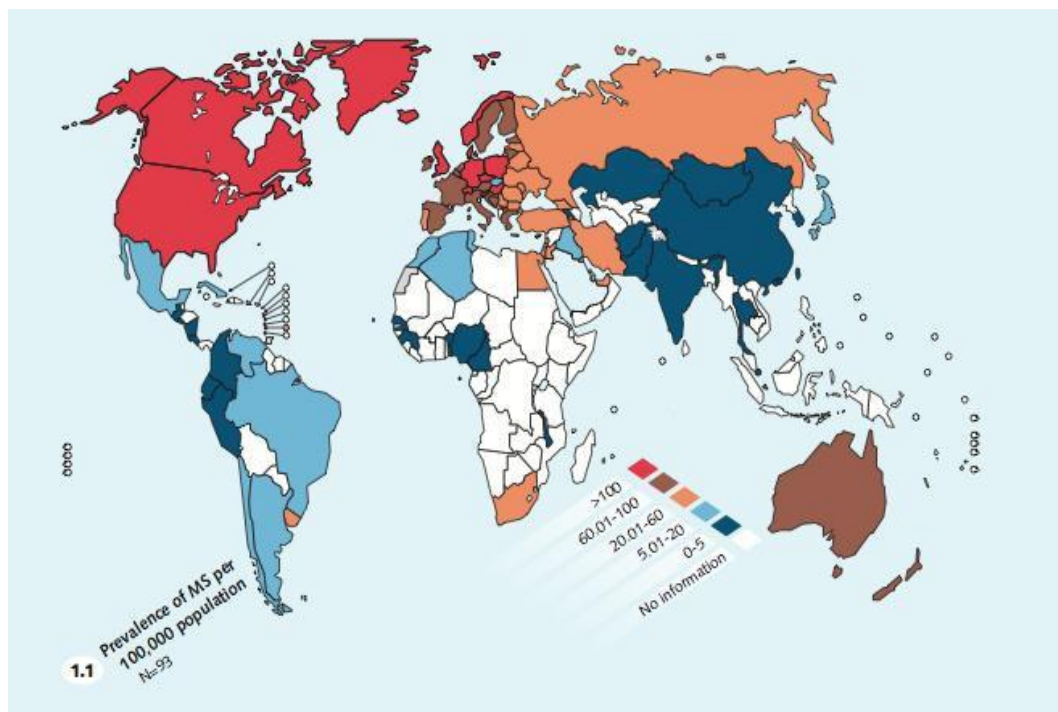 >100
60.01-100
20.01-60
5.01-20
0-5
No information
Prevalence of MS per
100,000 population
N=93
1.1